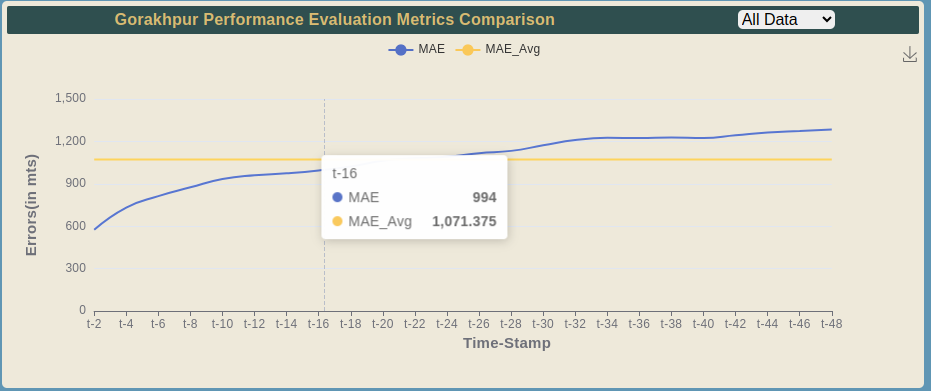 Gorakhpur Performance Evaluation Metrics Comparison
All Data
MAE MAE_Avg
1,500
1,200
900
600
300
0
Errors(in mts)
t-16
MAE 994
MAE_Avg 1,071.375
t-2 t-4 t-6 t-8 t-10 t-12 t-14 t-16 t-18 t-20 t-22 t-24 t-26 t-28 t-30 t-32 t-34 t-36 t-38 t-40 t-42 t-44 t-46 t-48
Time-Stamp